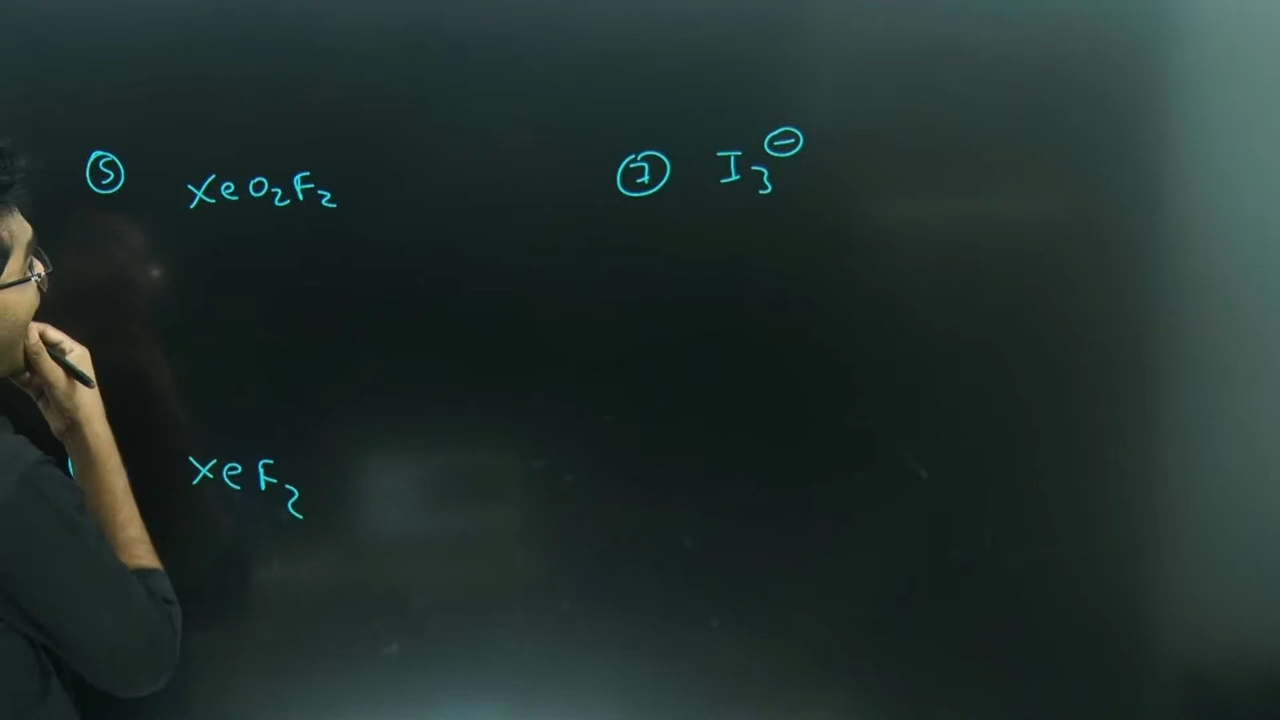 ⑤ XeO₂F₂
⑦ I₃⊖
XeF₂